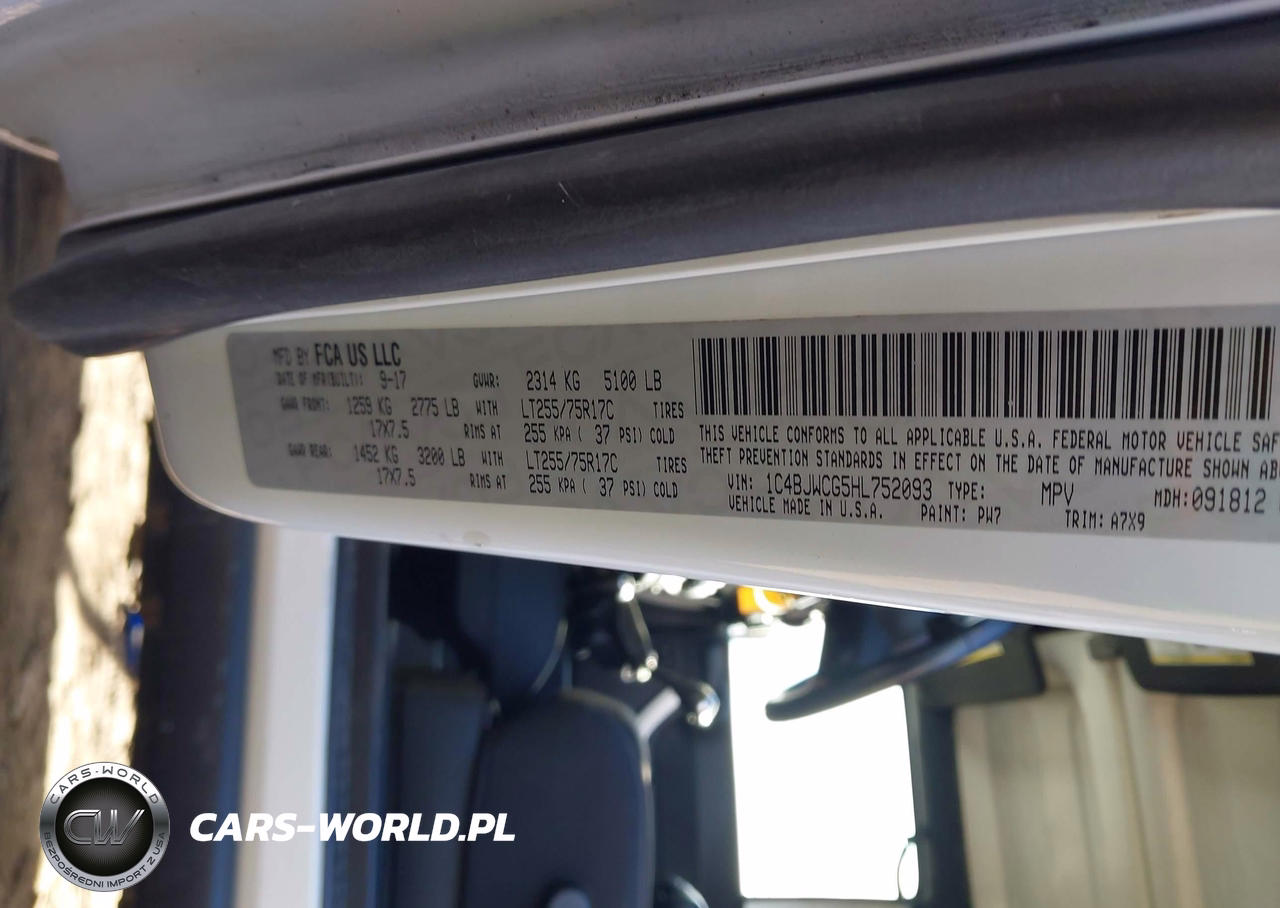 MFD BY FCA US LLC
DATE OF MFR(BUILT): 9-17 GVWR: 2314 KG 5100 LB
GAWR FRONT: 1259 KG 2775 LB WITH LT255/75R17C TIRES
17X7.5 RIMS AT 255 KPA ( 37 PSI) COLD
GAWR REAR: 1452 KG 3200 LB WITH LT255/75R17C TIRES
17X7.5 RIMS AT 255 KPA ( 37 PSI) COLD
THIS VEHICLE CONFORMS TO ALL APPLICABLE U.S.A. FEDERAL MOTOR VEHICLE SAF
THEFT PREVENTION STANDARDS IN EFFECT ON THE DATE OF MANUFACTURE SHOWN AB
VIN: 1C4BJWCG5HL752093 TYPE: MPV MDH:091812
VEHICLE MADE IN U.S.A. PAINT: PW7 TRIM: A7X9
CARS-WORLD
CW
BEZPOŚREDNI IMPORT Z USA
CARS-WORLD.PL